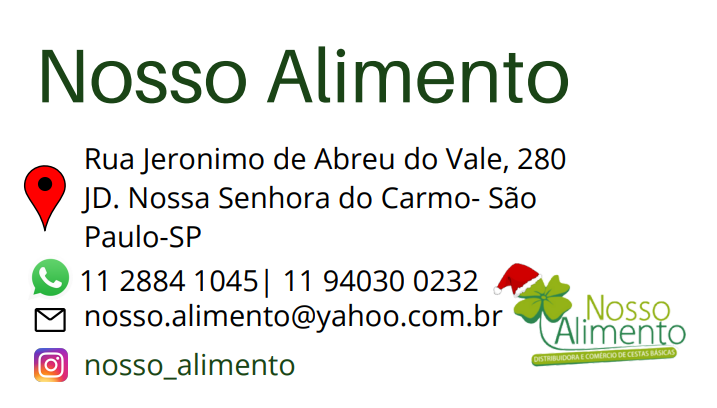 Nosso Alimento
Rua Jeronimo de Abreu do Vale, 280
JD. Nossa Senhora do Carmo- São
Paulo-SP
11 2884 1045| 11 94030 0232
nosso.alimento@yahoo.com.br
nosso_alimento
Nosso
Alimento
DISTRIBUIDORA E COMÉRCIO DE CESTAS BÁSICAS